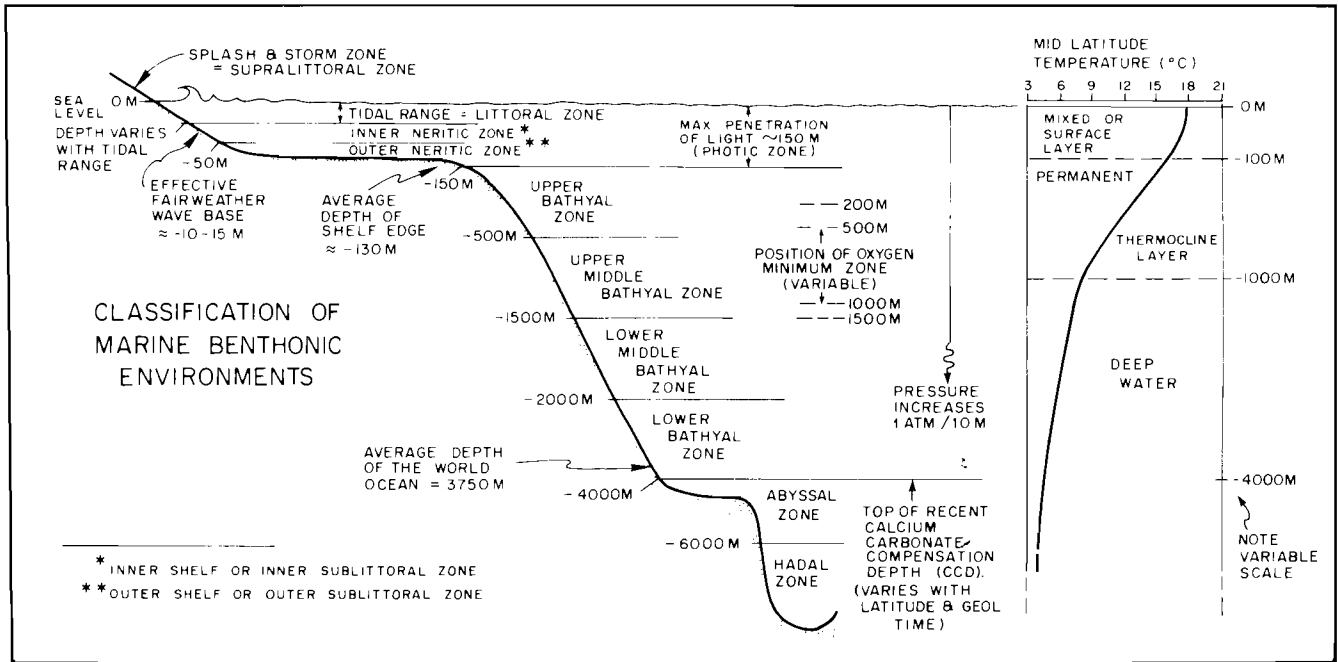 SPLASH & STORM ZONE
= SUPRALITTORAL ZONE
SEA
LEVEL
0 M
DEPTH VARIES
WITH TIDAL
RANGE
TIDAL RANGE = LITTORAL ZONE
INNER NERITIC ZONE *
OUTER NERITIC ZONE **
-50M
EFFECTIVE
FAIRWEATHER
WAVE BASE
≈ -10-15 M
AVERAGE
DEPTH OF
SHELF EDGE
≈ -130M
-150M
MAX PENETRATION
OF LIGHT ~150 M
(PHOTIC ZONE)
UPPER
BATHYAL
ZONE
-500M
UPPER
MIDDLE
BATHYAL ZONE
-1500M
LOWER
MIDDLE
BATHYAL
ZONE
-2000M
LOWER
BATHYAL
ZONE
200M
500M
POSITION OF OXYGEN
MINIMUM ZONE
(VARIABLE)
1000M
1500M
CLASSIFICATION OF
MARINE BENTHONIC
ENVIRONMENTS
PRESSURE
INCREASES
1 ATM /10 M
AVERAGE DEPTH
OF THE WORLD
OCEAN = 3750 M
-4000M
ABYSSAL
ZONE
-6000M
HADAL
ZONE
TOP OF RECENT
CALCIUM
CARBONATE
COMPENSATION
DEPTH (CCD).
(VARIES WITH
LATITUDE & GEOL
TIME)
* INNER SHELF OR INNER SUBLITTORAL ZONE
** OUTER SHELF OR OUTER SUBLITTORAL ZONE
MID LATITUDE
TEMPERATURE (°C)
3 6 9 12 15 18 21
0 M
MIXED OR
SURFACE
LAYER
-100M
PERMANENT
THERMOCLINE
LAYER
-1000M
DEEP
WATER
-4000M
NOTE
VARIABLE
SCALE